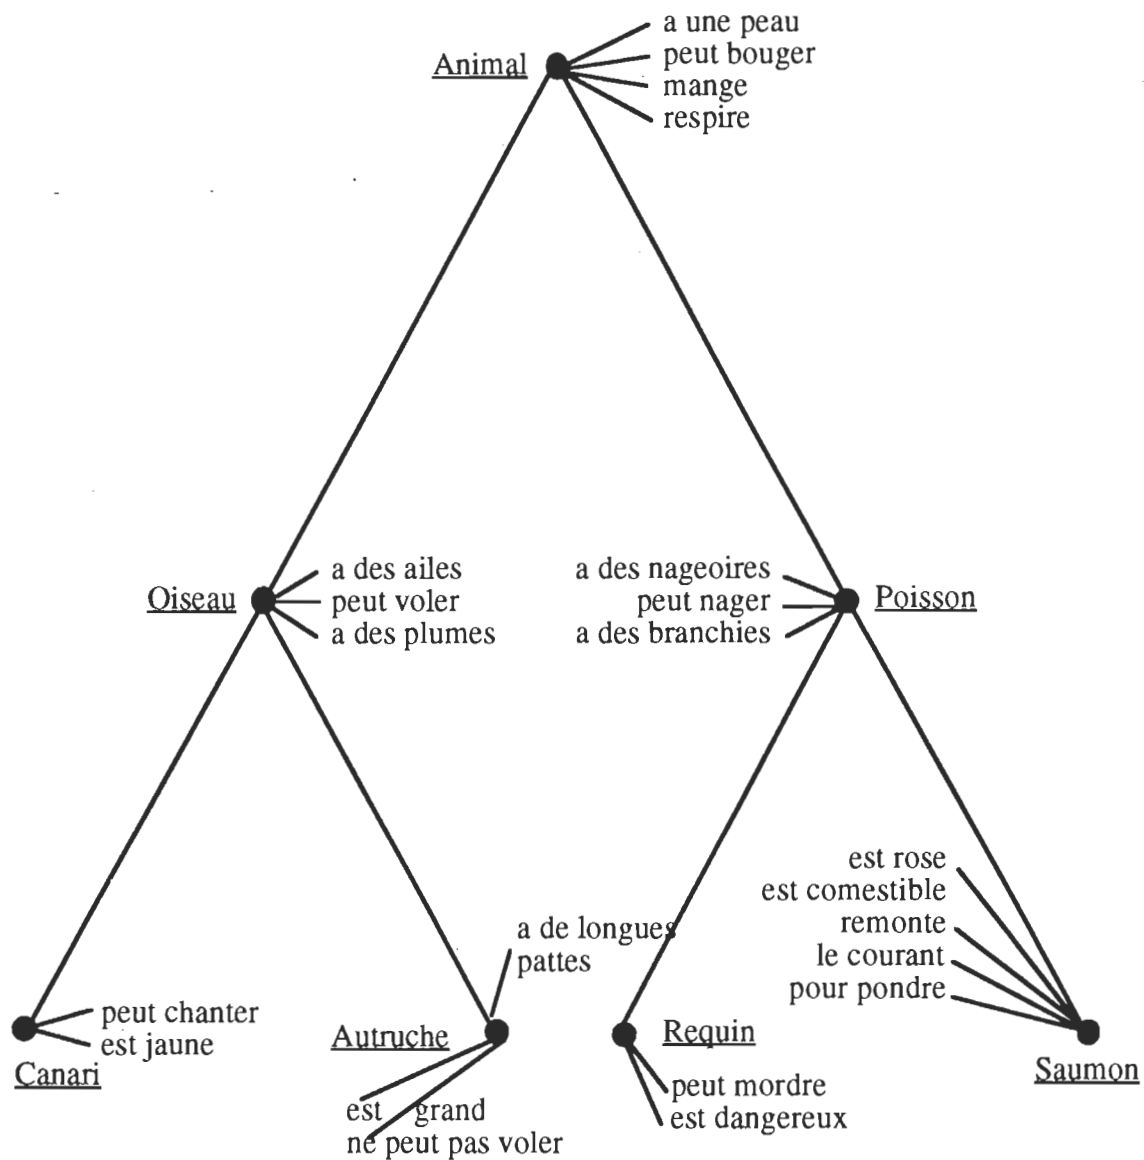 a une peau
Animal
peut bouger
mange
respire
a des ailes
Oiseau
peut voler
a des plumes
a des nageoires
peut nager
Poisson
a des branchies
est rose
est comestible
remonte
le courant
pour pondre
a de longues
pattes
peut chanter
est jaune
Canari
Autruche
est grand
ne peut pas voler
Requin
peut mordre
est dangereux
Saumon